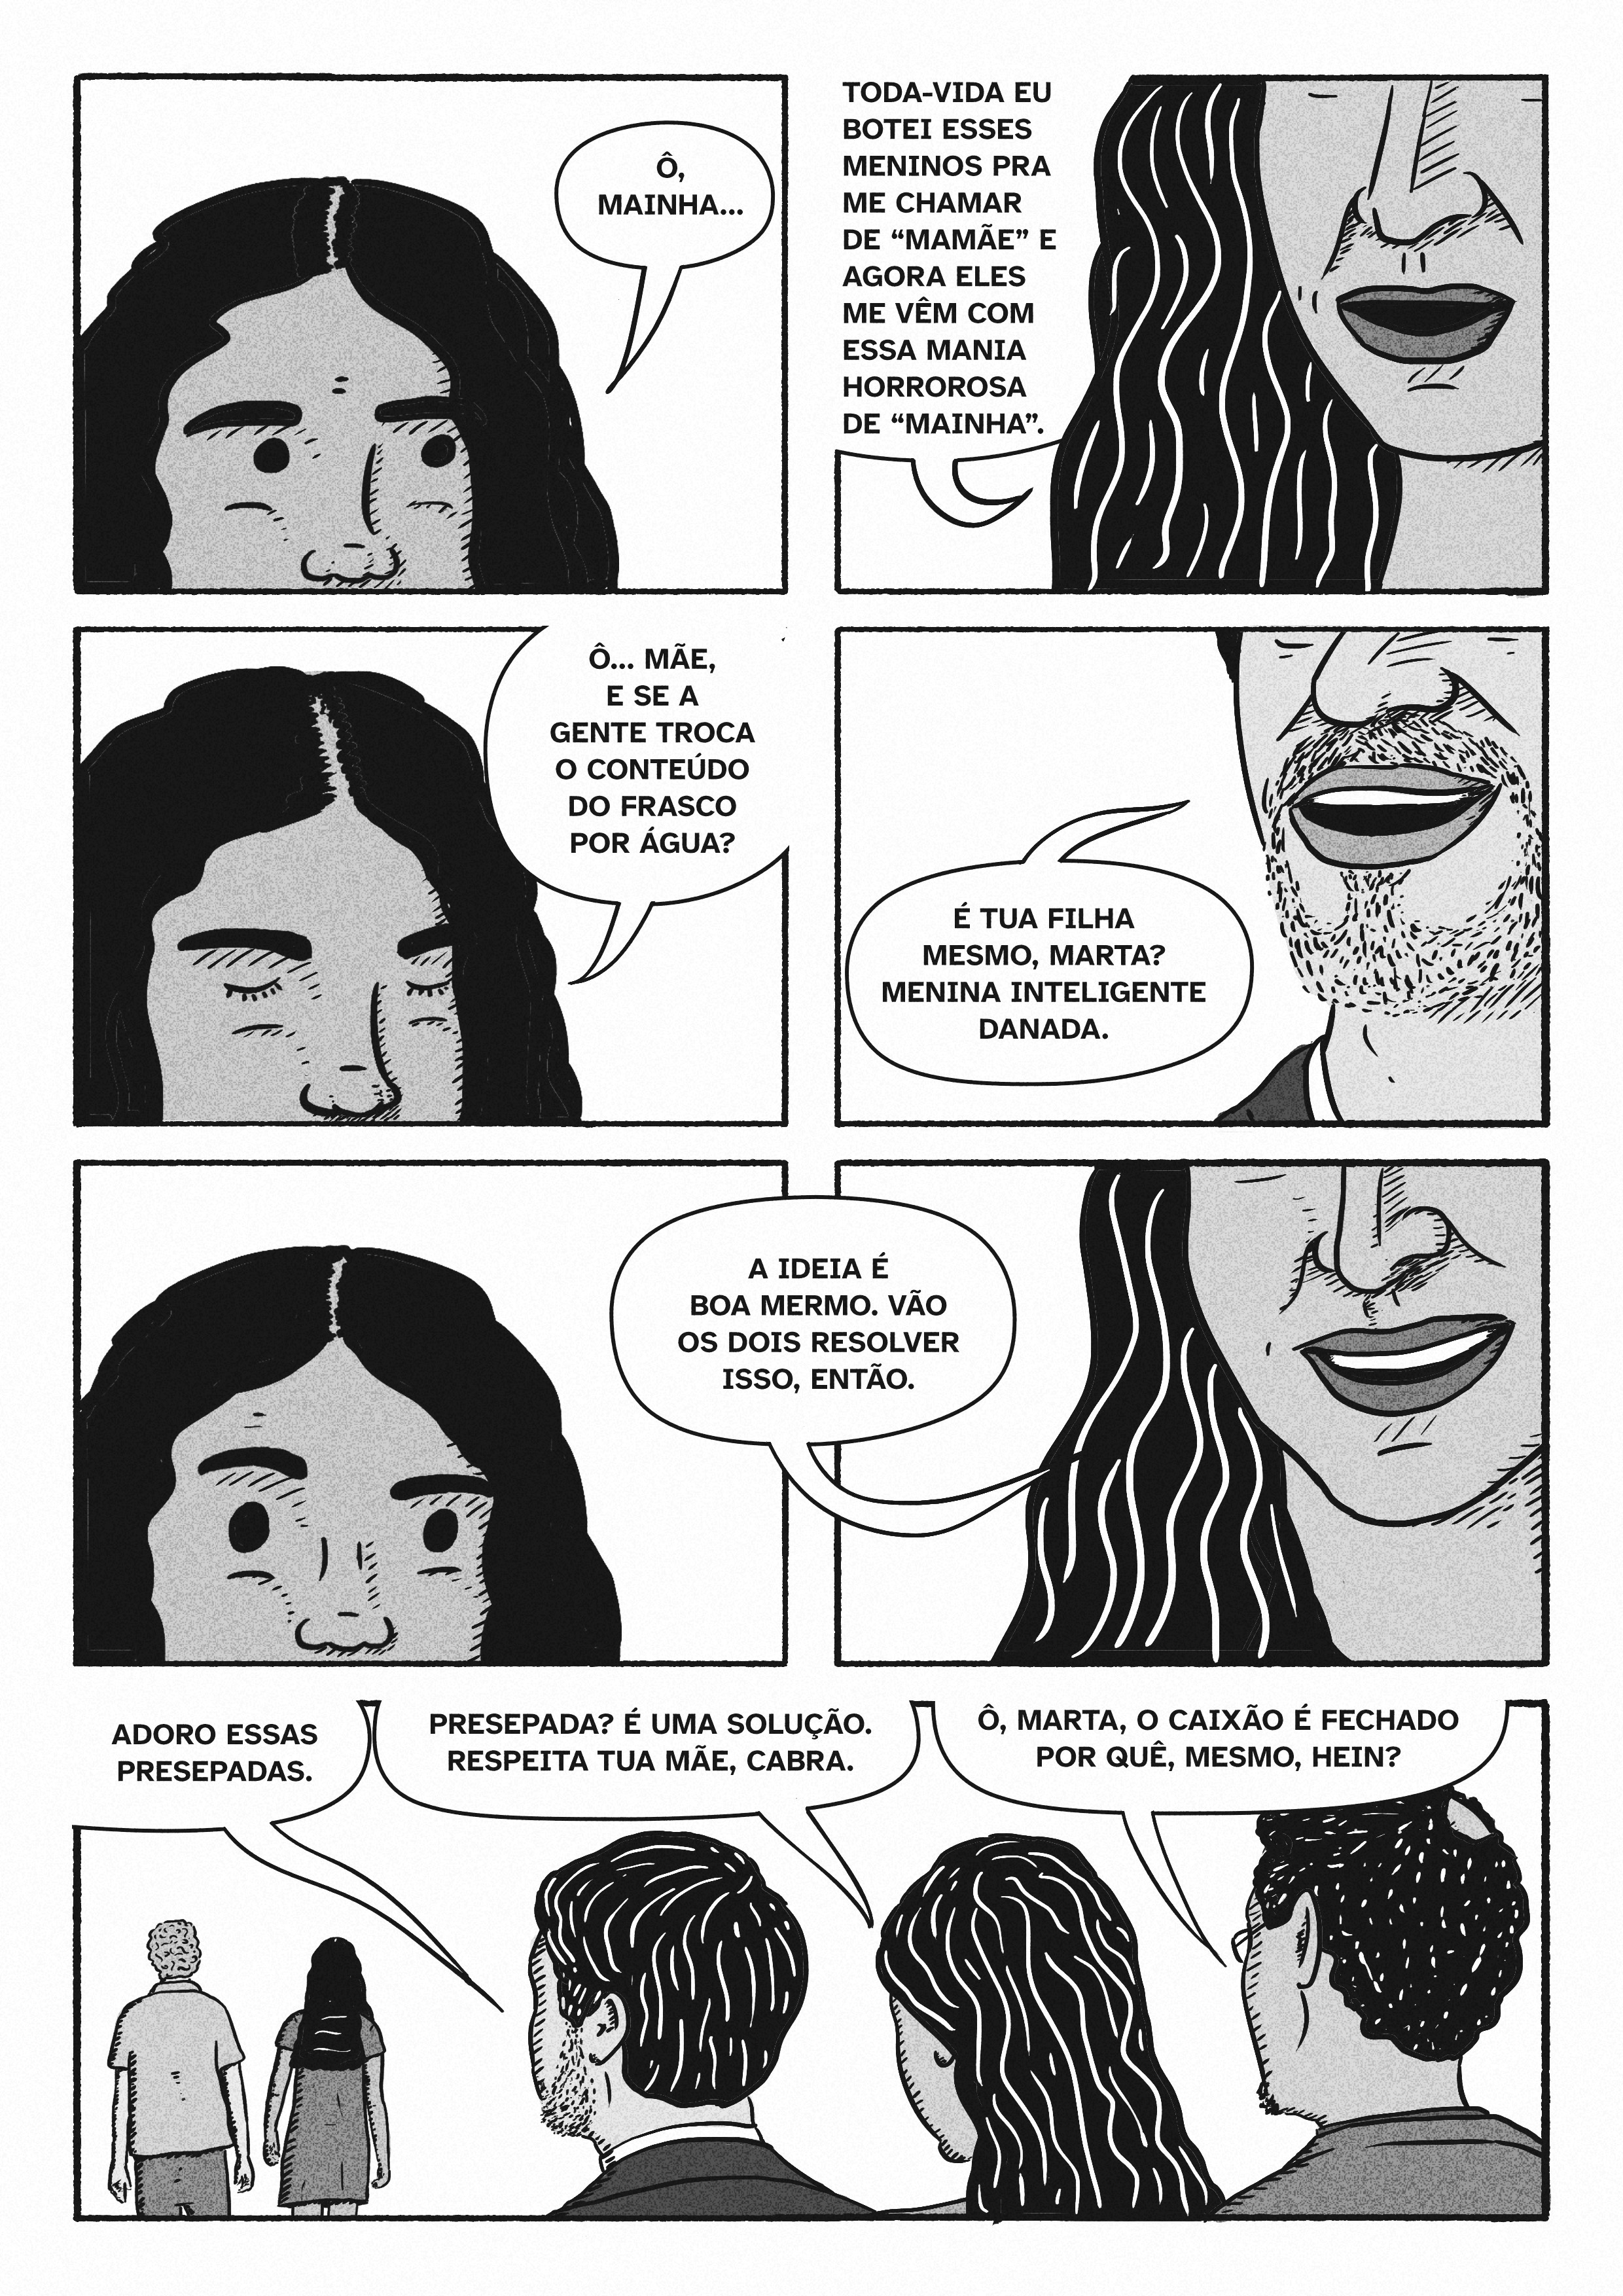 Ô,
MAINHA...
TODA-VIDA EU
BOTEI ESSES
MENINOS PRA
ME CHAMAR
DE “MAMÃE” E
AGORA ELES
ME VÊM COM
ESSA MANIA
HORROROSA
DE “MAINHA”.
Ô... MÃE,
E SE A
GENTE TROCA
O CONTEÚDO
DO FRASCO
POR ÁGUA?
É TUA FILHA
MESMO, MARTA?
MENINA INTELIGENTE
DANADA.
A IDEIA É
BOA MERMO. VÃO
OS DOIS RESOLVER
ISSO, ENTÃO.
ADORO ESSAS
PRESEPADAS.
PRESEPADA? É UMA SOLUÇÃO.
RESPEITA TUA MÃE, CABRA.
Ô, MARTA, O CAIXÃO É FECHADO
POR QUÊ, MESMO, HEIN?